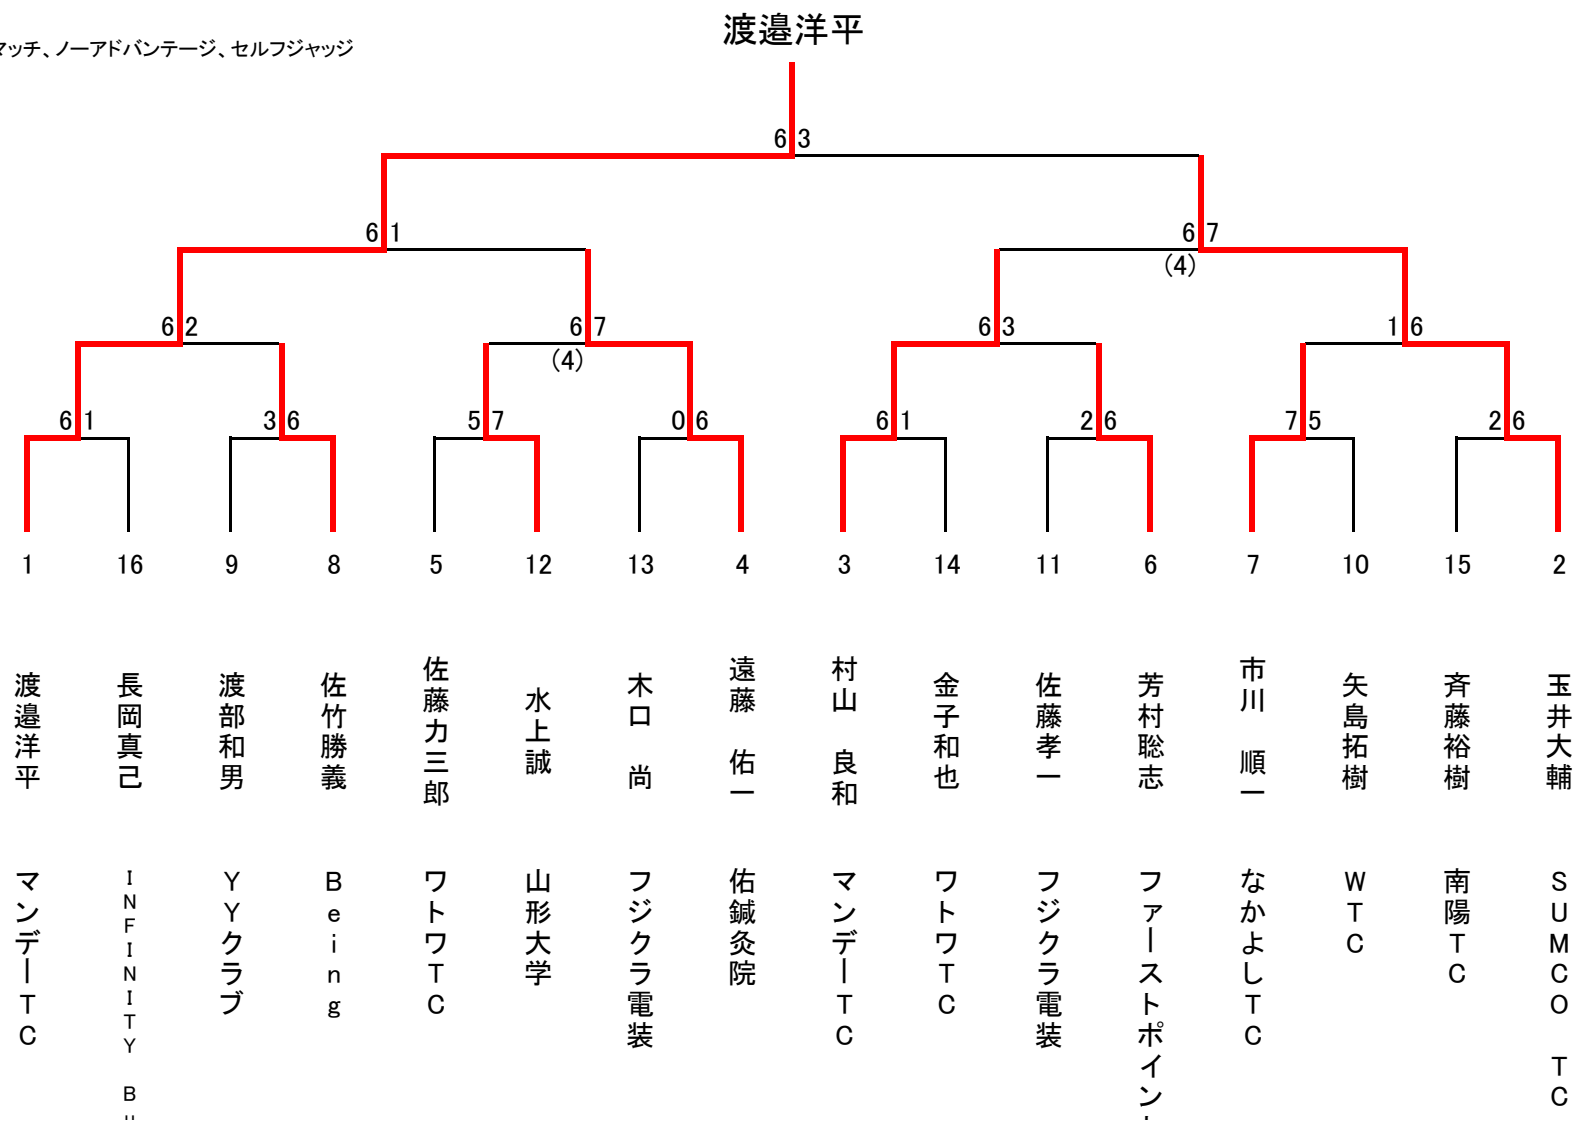 渡邉洋平
マッチ、ノーアドバンテージ、セルフジャッジ
6 3
6 1
6 7
(4)
6 2
6 7
(4)
6 3
1 6
6 1
3 6
5 7
0 6
6 1
2 6
7 5
2 6
1 16 9 8 5 12 13 4 3 14 11 6 7 10 15 2
渡邉洋平
長岡真己
渡部和男
佐竹勝義
佐藤力三郎
水上誠
木口 尚
遠藤 佑一
村山 良和
金子和也
佐藤孝一
芳村聡志
市川 順一
矢島拓樹
斉藤裕樹
玉井大輔
マンデーTC
INFINITY B
YYクラブ
Being
ワトワTC
山形大学
フジクラ電装
佑鍼灸院
マンデーTC
ワトワTC
フジクラ電装
ファーストポイン
なかよしTC
WTC
南陽TC
SUMCO TC